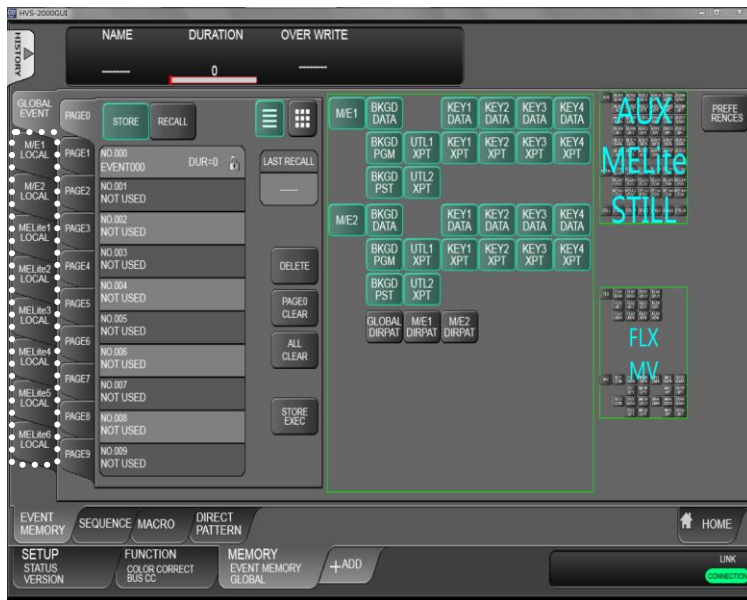 HVS-2000GUI
HISTORY
NAME DURATION OVER WRITE
-------- 0 --------
GLOBAL EVENT
M/E1 LOCAL
M/E2 LOCAL
MELite1 LOCAL
MELite2 LOCAL
MELite3 LOCAL
MELite4 LOCAL
MELite5 LOCAL
MELite6 LOCAL
PAGE0
PAGE1
PAGE2
PAGE3
PAGE4
PAGE5
PAGE6
PAGE7
PAGE8
PAGE9
STORE RECALL
NO.000
EVENT000 DUR=0
NO.001
NOT USED
NO.002
NOT USED
NO.003
NOT USED
NO.004
NOT USED
NO.005
NOT USED
NO.006
NOT USED
NO.007
NOT USED
NO.008
NOT USED
NO.009
NOT USED
LAST RECALL
DELETE
PAGE0
CLEAR
ALL
CLEAR
STORE
EXEC
M/E1 BKGD DATA KEY1 DATA KEY2 DATA KEY3 DATA KEY4 DATA
BKGD PGM UTL1 XPT KEY1 XPT KEY2 XPT KEY3 XPT KEY4 XPT
BKGD PST UTL2 XPT
M/E2 BKGD DATA KEY1 DATA KEY2 DATA KEY3 DATA KEY4 DATA
BKGD PGM UTL1 XPT KEY1 XPT KEY2 XPT KEY3 XPT KEY4 XPT
BKGD PST UTL2 XPT
GLOBAL DIRPAT M/E1 DIRPAT M/E2 DIRPAT
AUX
MELite
STILL
FLX
MV
PREFE
RENCES
EVENT MEMORY SEQUENCE MACRO DIRECT PATTERN
HOME
SETUP
STATUS
VERSION
FUNCTION
COLOR CORRECT
BUS CC
MEMORY
EVENT MEMORY
GLOBAL
+ADD
LINK
CONNECTION